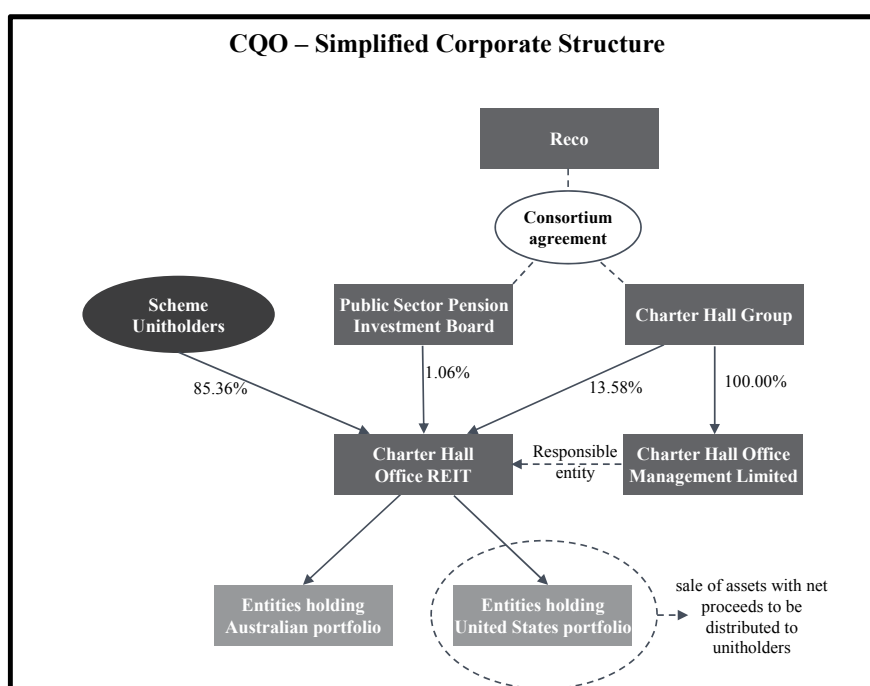 CQO – Simplified Corporate Structure
Reco
Consortium
agreement
Scheme
Unitholders
Public Sector Pension
Investment Board
Charter Hall Group
85.36%
1.06%
13.58%
100.00%
Charter Hall
Office REIT
Responsible
entity
Charter Hall Office
Management Limited
Entities holding
Australian portfolio
Entities holding
United States portfolio
sale of assets with net
proceeds to be
distributed to
unitholders